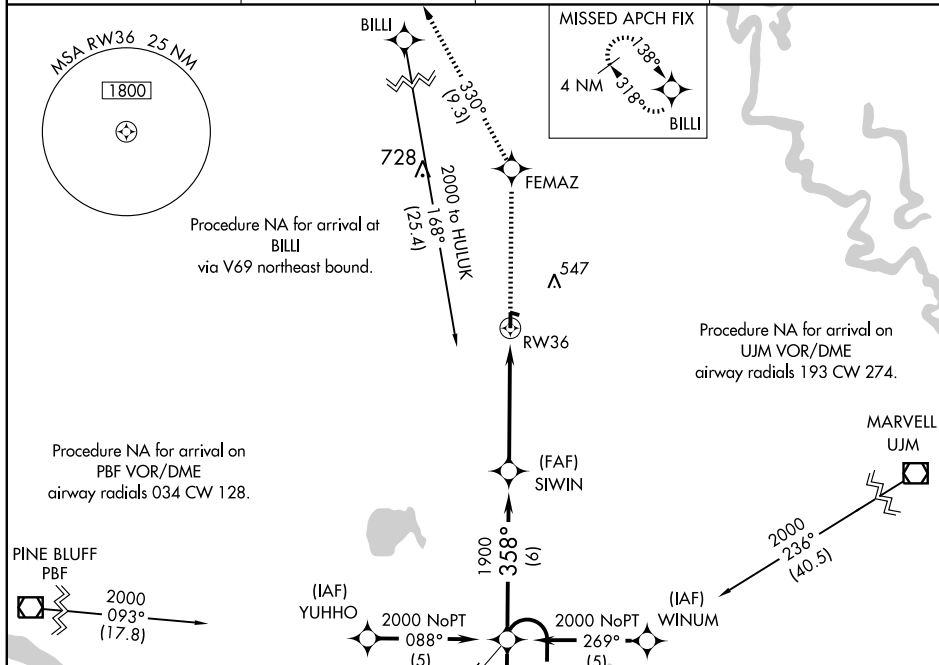 MSA RW36 25 NM
1800
BILLI
330°
(9.3)
MISSED APCH FIX
138°
4 NM
318°
BILLI
728
2000 to HULUK
168°
(25.4)
FEMAZ
Procedure NA for arrival at
BILLI
via V69 northeast bound.
547
RW36
Procedure NA for arrival on
UJM VOR/DME
airway radials 193 CW 274.
MARVELL
UJM
Procedure NA for arrival on
PBF VOR/DME
airway radials 034 CW 128.
(FAF)
SIWIN
2000
236°
(40.5)
1900
358°
(6)
PINE BLUFF
PBF
2000
093°
(17.8)
(IAF)
YUHHO
2000 NoPT
088°
(5)
2000 NoPT
269°
(5)
(IAF)
WINUM